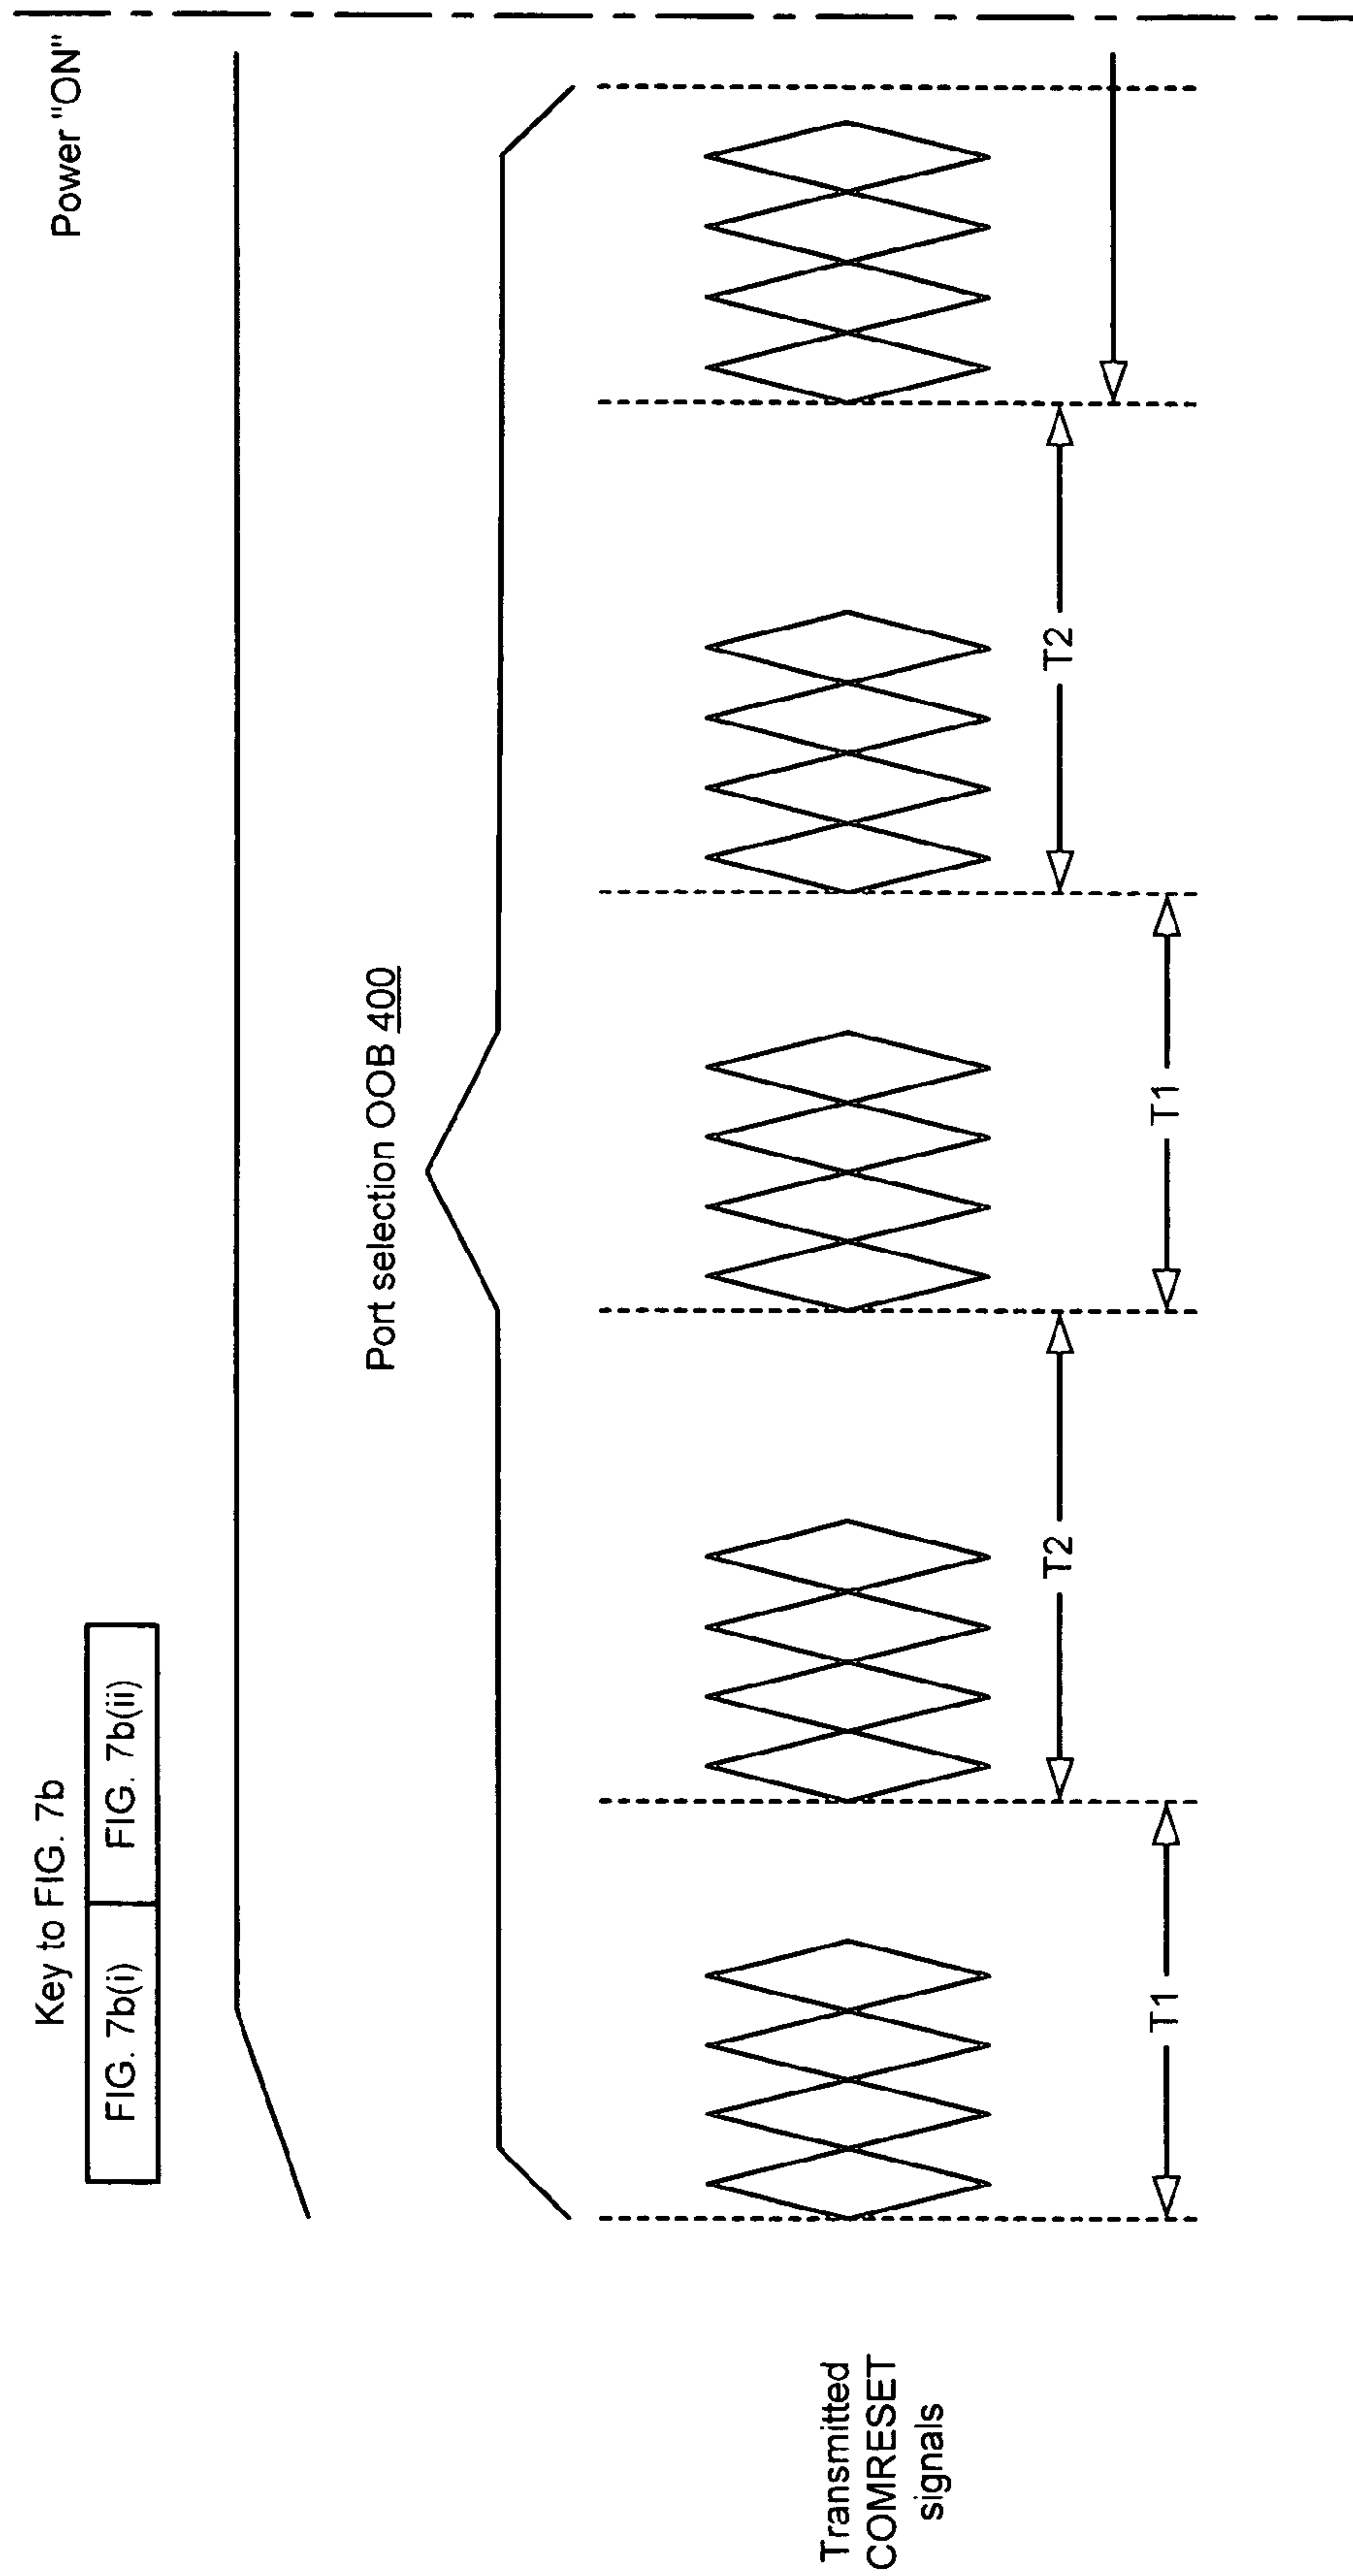 Key to FIG. 7b
FIG. 7b(i) FIG. 7b(ii)
Power "ON"
Port selection OOB 400
Transmitted
COMRESET
signals
T2
T2
T1
T1